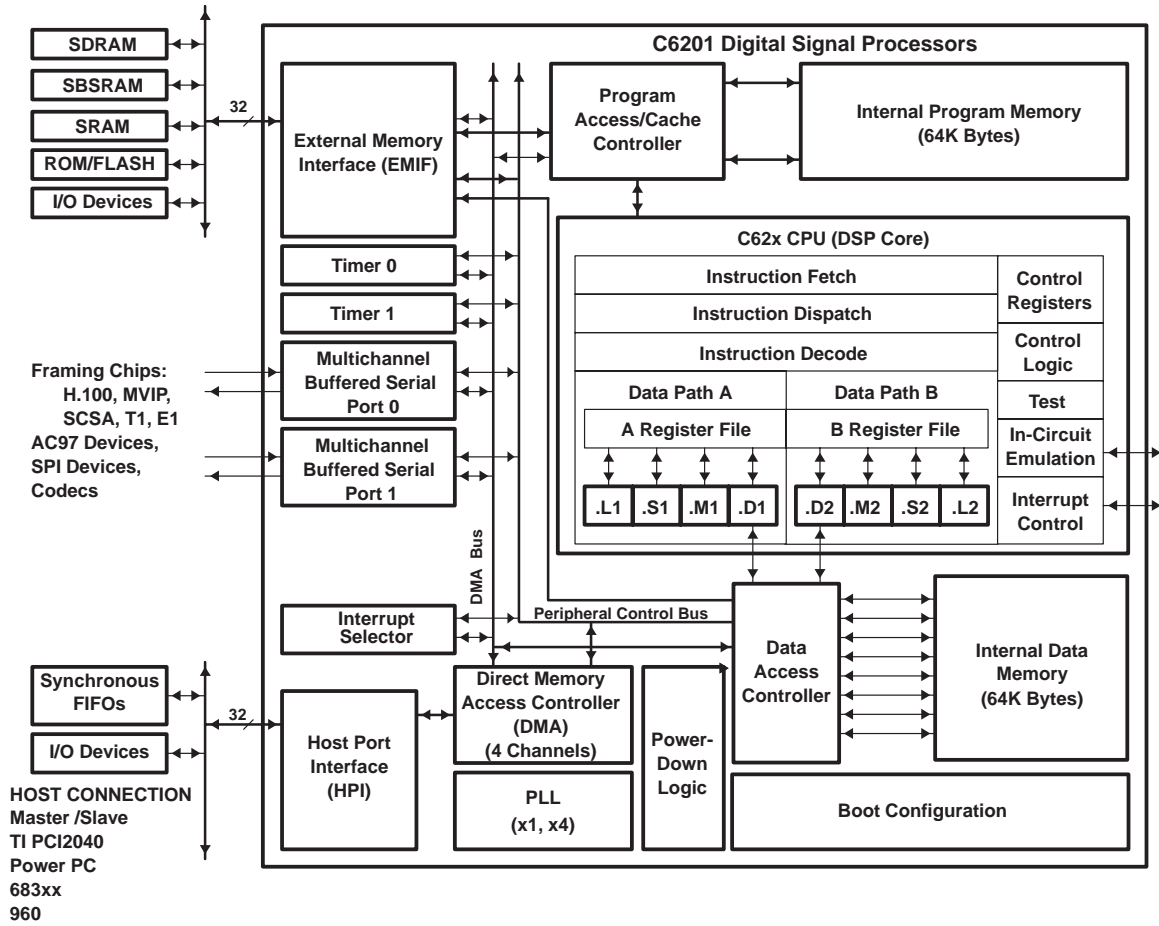 C6201 Digital Signal Processors
SDRAM
SBSRAM
SRAM
ROM/FLASH
I/O Devices
32
External Memory
Interface (EMIF)
Program
Access/Cache
Controller
Internal Program Memory
(64K Bytes)
Timer 0
Timer 1
Framing Chips:
H.100, MVIP,
SCSA, T1, E1
AC97 Devices,
SPI Devices,
Codecs
Multichannel
Buffered Serial
Port 0
Multichannel
Buffered Serial
Port 1
C62x CPU (DSP Core)
Instruction Fetch
Instruction Dispatch
Instruction Decode
Control
Registers
Control
Logic
Test
In-Circuit
Emulation
Interrupt
Control
Data Path A
A Register File
.L1
.S1
.M1
.D1
Data Path B
B Register File
.D2
.M2
.S2
.L2
DMA Bus
Peripheral Control Bus
Interrupt
Selector
Synchronous
FIFOs
I/O Devices
32
HOST CONNECTION
Master /Slave
TI PCI2040
Power PC
683xx
960
Host Port
Interface
(HPI)
Direct Memory
Access Controller
(DMA)
(4 Channels)
PLL
(x1, x4)
Power-
Down
Logic
Data
Access
Controller
Internal Data
Memory
(64K Bytes)
Boot Configuration